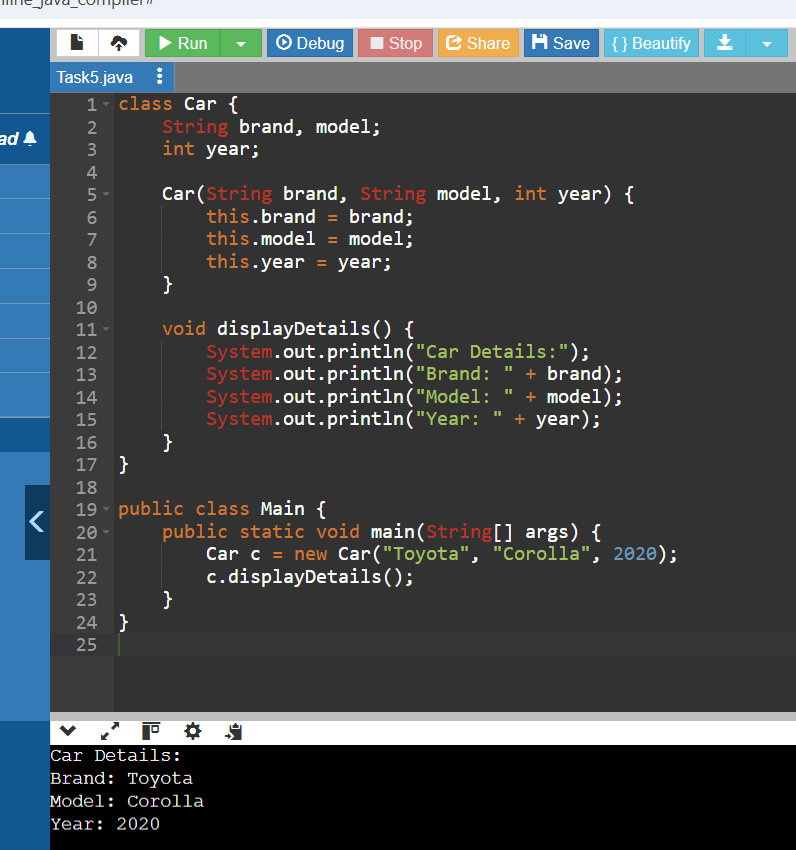 nline_java_compiler#
Run Debug Stop Share Save { } Beautify
Task5.java
ad
1 class Car {
2     String brand, model;
3     int year;
4
5     Car(String brand, String model, int year) {
6         this.brand = brand;
7         this.model = model;
8         this.year = year;
9     }
10
11     void displayDetails() {
12         System.out.println("Car Details:");
13         System.out.println("Brand: " + brand);
14         System.out.println("Model: " + model);
15         System.out.println("Year: " + year);
16     }
17 }
18
19 public class Main {
20     public static void main(String[] args) {
21         Car c = new Car("Toyota", "Corolla", 2020);
22         c.displayDetails();
23     }
24 }
25
Car Details:
Brand: Toyota
Model: Corolla
Year: 2020